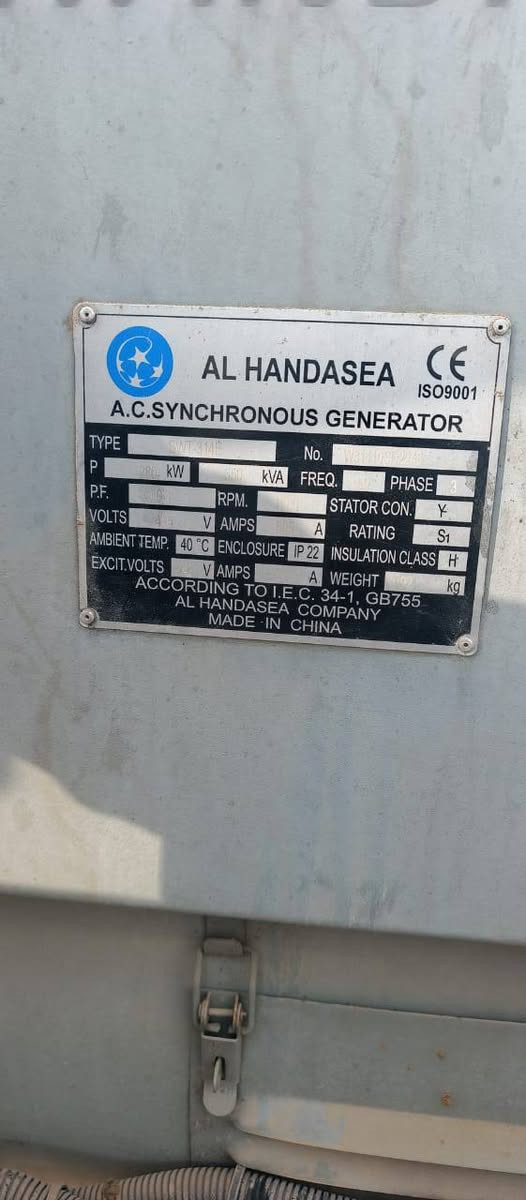 AL HANDASEA
CE
ISO9001
A.C.SYNCHRONOUS GENERATOR
TYPE No.
P kW kVA FREQ. PHASE 3
P.F. RPM. STATOR CON. Y
VOLTS V AMPS A RATING S1
AMBIENT TEMP. 40 °C ENCLOSURE IP 22 INSULATION CLASS H
EXCIT.VOLTS V AMPS A WEIGHT kg
ACCORDING TO I.E.C. 34-1, GB755
AL HANDASEA COMPANY
MADE IN CHINA